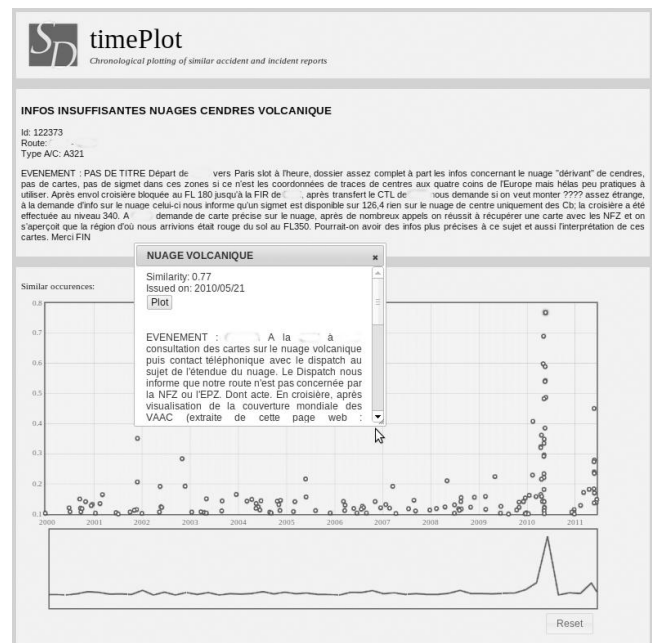 SD
timePlot
Chronological plotting of similar accident and incident reports
INFOS INSUFFISANTES NUAGES CENDRES VOLCANIQUE
Id: 122373
Route:
Type A/C: A321
EVENEMENT : PAS DE TITRE Départ de vers Paris slot à l'heure, dossier assez complet à part les infos concernant le nuage "dérivant" de cendres,
pas de cartes, pas de sigmet dans ces zones si ce n'est les coordonnées de traces de centres aux quatre coins de l'Europe mais hélas peu pratiques à
utiliser. Après envol croisière bloquée au FL 180 jusqu'à la FIR de , après transfert le CTL de nous demande si on veut monter ???? assez étrange,
à la demande d'info sur le nuage celui-ci nous informe qu'un sigmet est disponible sur 126,4 rien sur le nuage de centre uniquement des Cb; la croisière a été
effectuée au niveau 340. A demande de carte précise sur le nuage, après de nombreux appels on réussit à récupérer une carte avec les NFZ et on
s'aperçoit que la région d'où nous arrivions était rouge du sol au FL350. Pourrait-on avoir des infos plus précises à ce sujet et aussi l'interprétation de ces
cartes. Merci FIN
NUAGE VOLCANIQUE ×
Similarity: 0.77
Issued on: 2010/05/21
Plot
EVENEMENT : A la à
consultation des cartes sur le nuage volcanique
puis contact téléphonique avec le dispatch au
sujet de l'étendue du nuage. Le Dispatch nous
informe que notre route n'est pas concernée par
la NFZ ou l'EPZ. Dont acte. En croisière, après
visualisation de la couverture mondiale des
VAAC (extraite de cette page web :
Similar occurences:
0.8
0.7
0.6
0.5
0.4
0.3
0.2
0.1
2000 2001 2002 2003 2004 2005 2006 2007 2008 2009 2010 2011
Reset